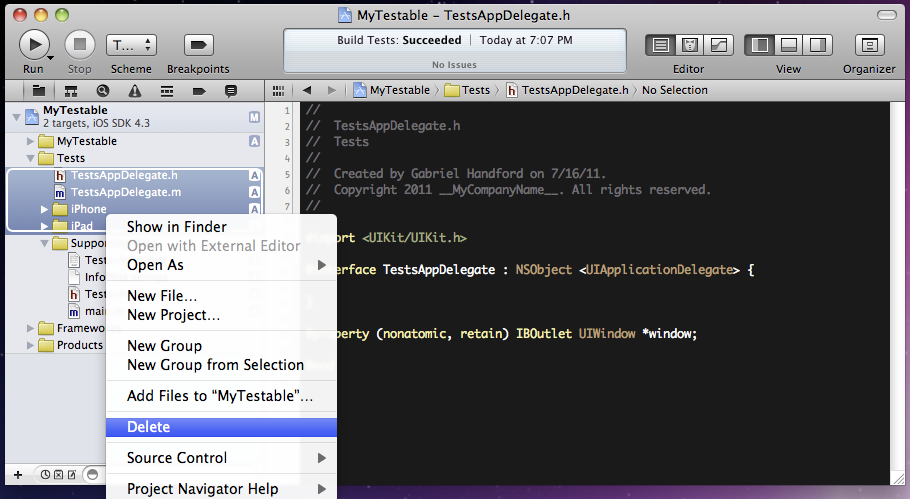 MyTestable – TestsAppDelegate.h
Run
Stop
T...
Scheme
Breakpoints
Build Tests: Succeeded | Today at 7:07 PM
No Issues
Editor
View
Organizer
MyTestable
Tests
TestsAppDelegate.h
No Selection
MyTestable
2 targets, iOS SDK 4.3
M
MyTestable
A
Tests
h TestsAppDelegate.h
A
m TestsAppDelegate.m
A
iPhone
A
iPad
Suppo
Test
Info
h Test
m mai
Framew
Products
Show in Finder
Open with External Editor
Open As
New File...
New Project...
New Group
New Group from Selection
Add Files to “MyTestable”...
Delete
Source Control
Project Navigator Help
1 //
2 //  TestsAppDelegate.h
3 //  Tests
4 //
5 //  Created by Gabriel Handford on 7/16/11.
6 //  Copyright 2011 __MyCompanyName__. All rights reserved.
7 //
<UIKit/UIKit.h>
TestsAppDelegate : NSObject <UIApplicationDelegate> {
(nonatomic, retain) IBOutlet UIWindow *window;